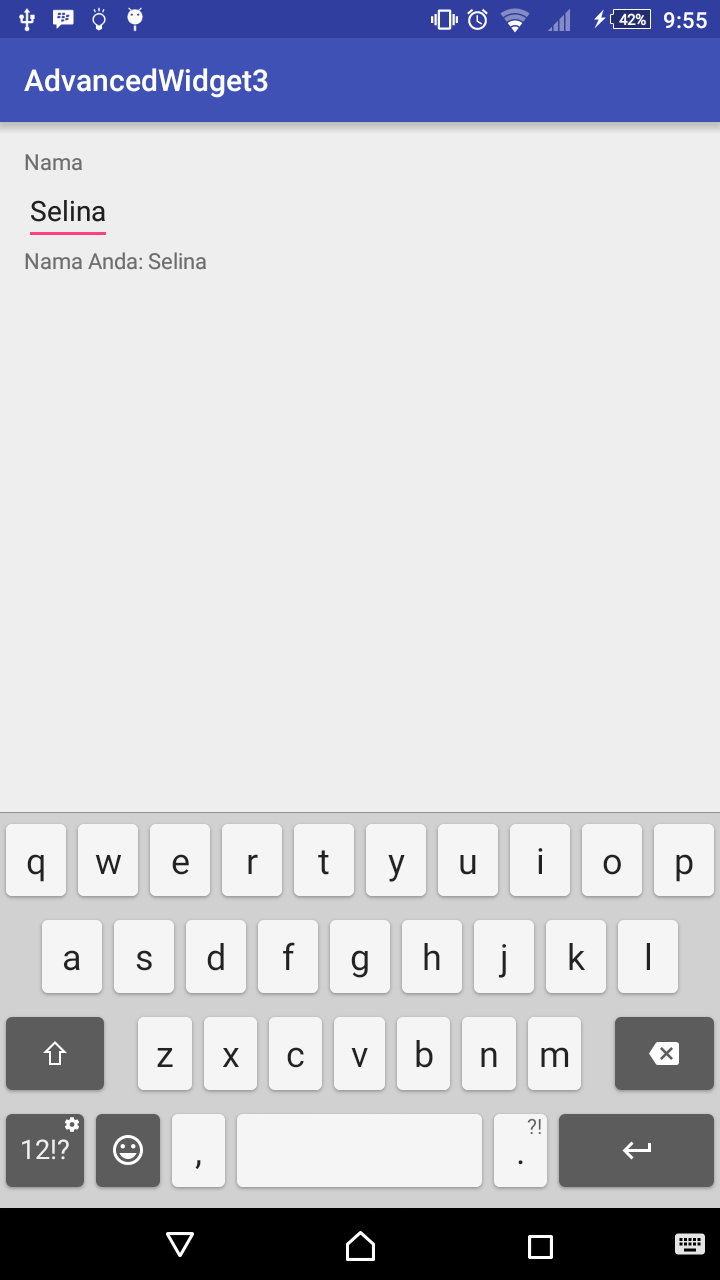 42% 9:55
AdvancedWidget3
Nama
Selina
Nama Anda: Selina
q w e r t y u i o p
a s d f g h j k l
z x c v b n m
12!? , . ?!